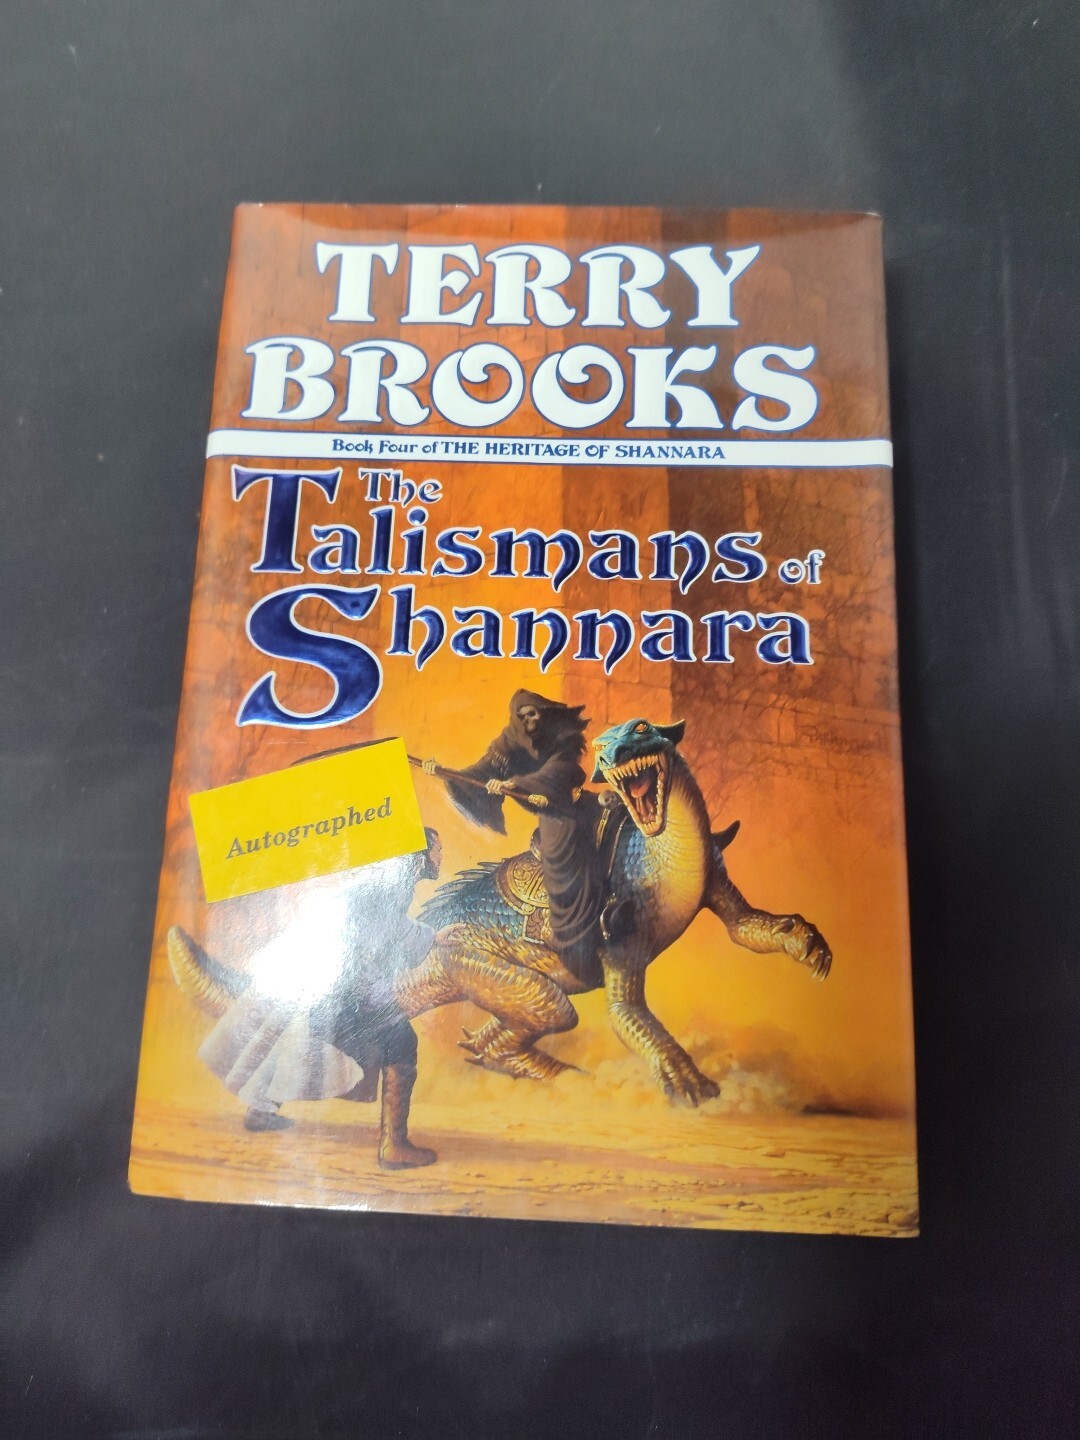 TERRY
BROOKS
Book Four of THE HERITAGE OF SHANNARA
The
Talismans of
Shannara
Autographed